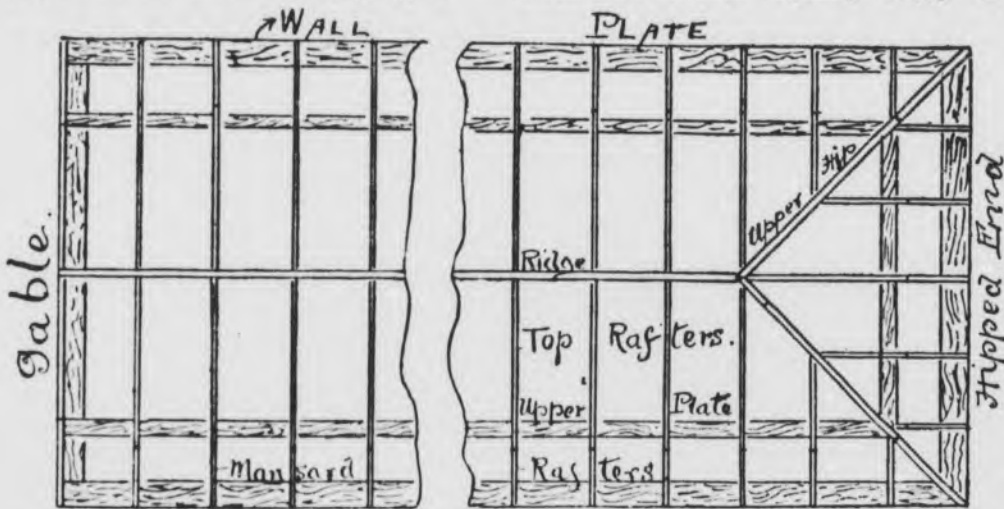 WALL PLATE
Gable.
Upper Hip
Hipped End
Ridge
Top Rafters.
Upper Plate
Mansard Rafters